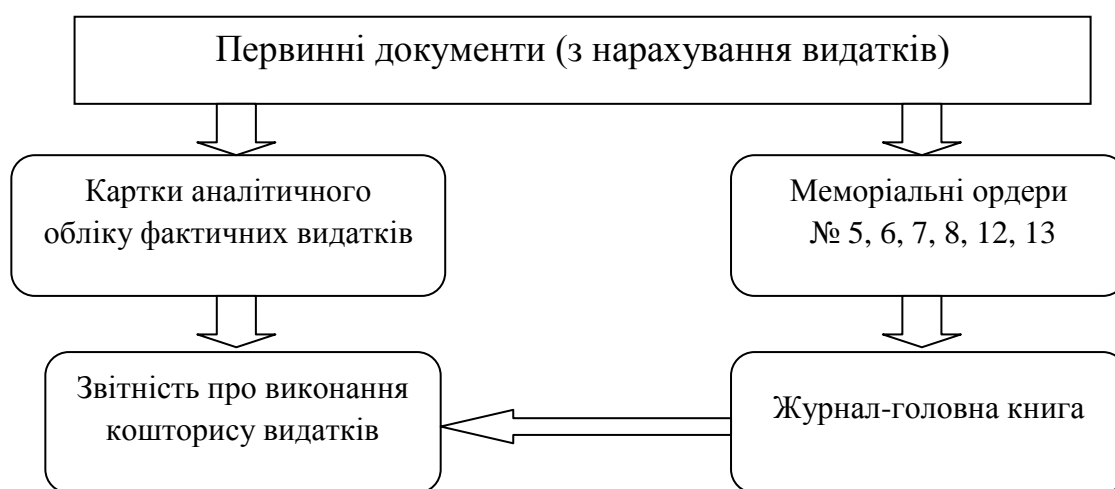 Первинні документи (з нарахування видатків)
Картки аналітичного
обліку фактичних видатків
Меморіальні ордери
№ 5, 6, 7, 8, 12, 13
Звітність про виконання
кошторису видатків
Журнал-головна книга